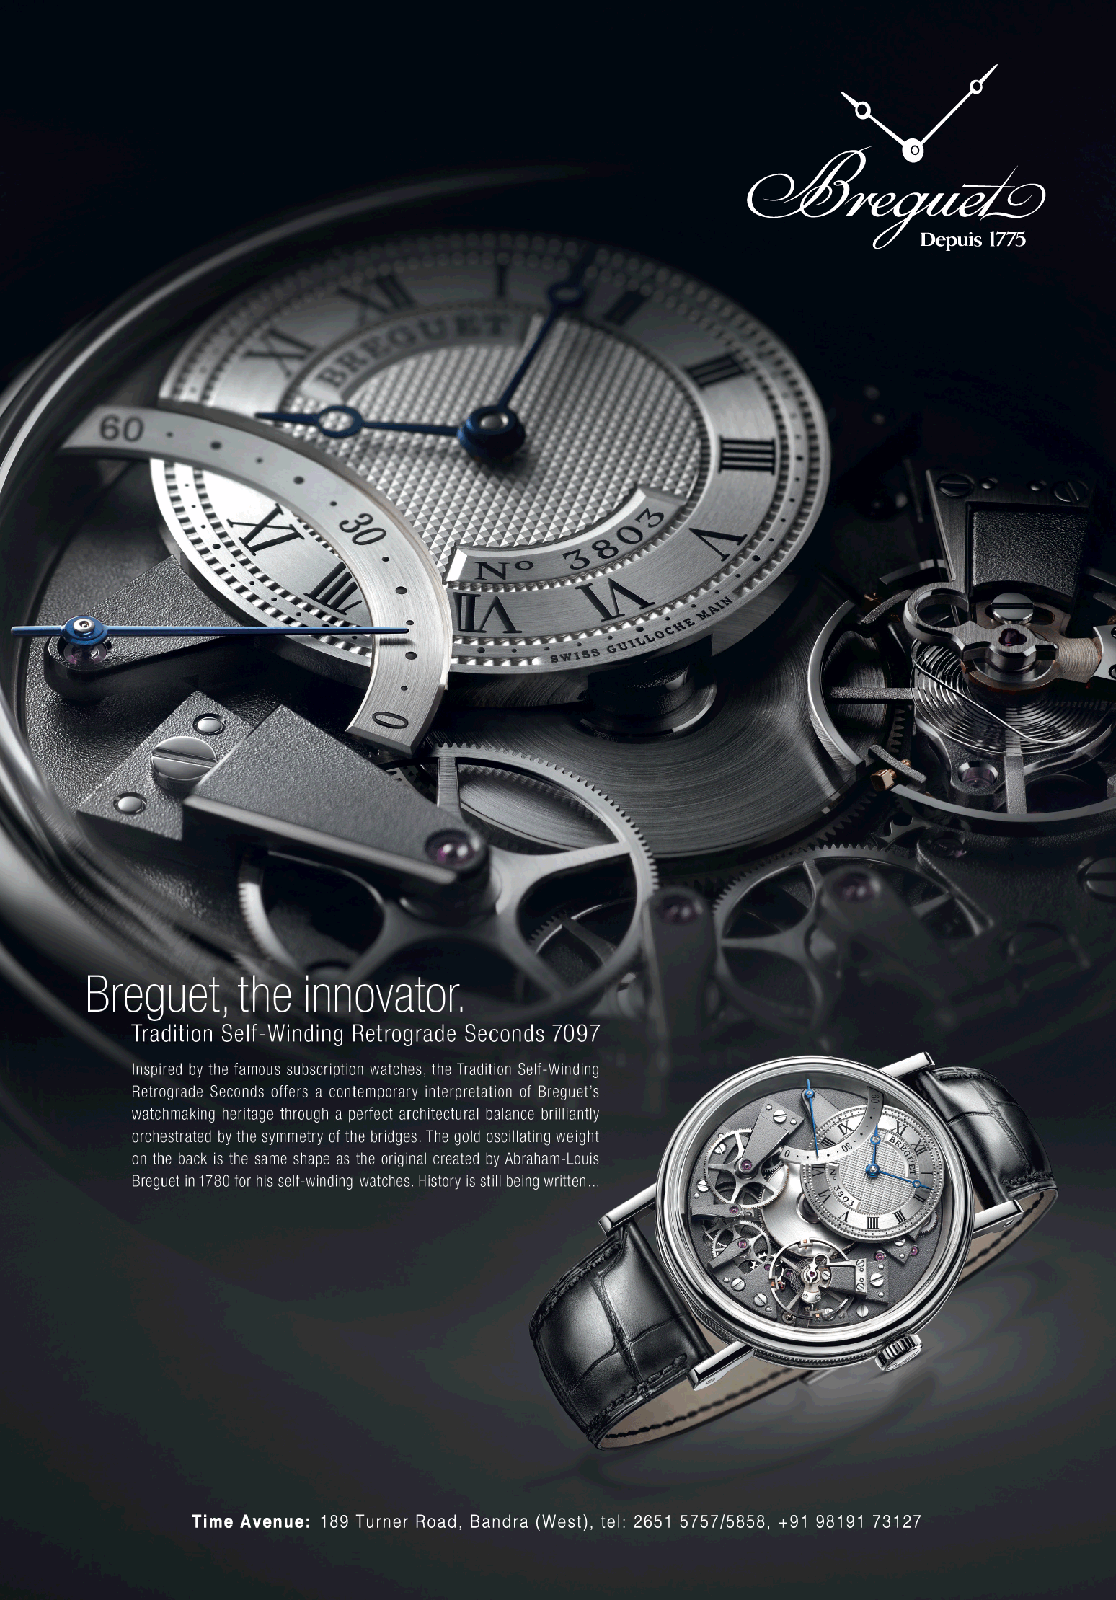 Breguet
Depuis 1775
XI XII I II III IIII V VI VII VIII IX
BREGUET
60
30
0
Nº 3803
SWISS GUILLOCHE MAIN
Breguet, the innovator.
Tradition Self-Winding Retrograde Seconds 7097
Inspired by the famous subscription watches, the Tradition Self-Winding
Retrograde Seconds offers a contemporary interpretation of Breguet's
watchmaking heritage through a perfect architectural balance brilliantly
orchestrated by the symmetry of the bridges. The gold oscillating weight
on the back is the same shape as the original created by Abraham-Louis
Breguet in 1780 for his self-winding watches. History is still being written...
BREGUET
Time Avenue: 189 Turner Road, Bandra (West), tel: 2651 5757/5858, +91 98191 73127